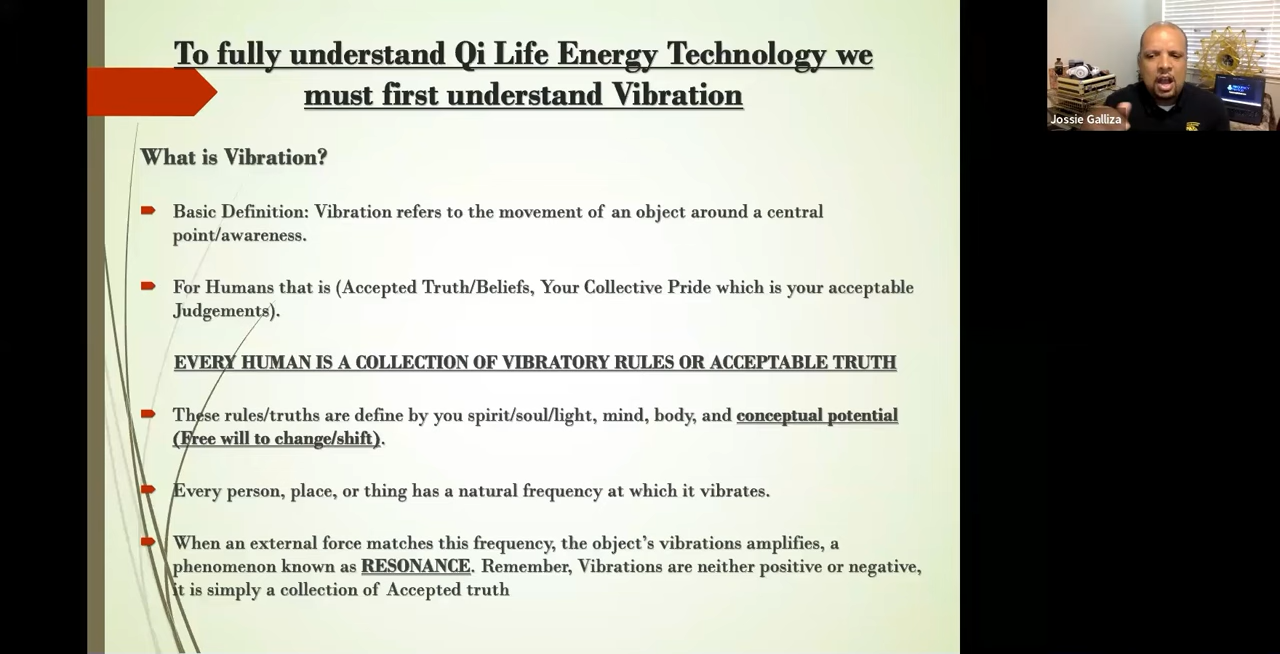 To fully understand Qi Life Energy Technology we
must first understand Vibration
What is Vibration?
Basic Definition: Vibration refers to the movement of an object around a central
point/awareness.
For Humans that is (Accepted Truth/Beliefs, Your Collective Pride which is your acceptable
Judgements).
EVERY HUMAN IS A COLLECTION OF VIBRATORY RULES OR ACCEPTABLE TRUTH
These rules/truths are define by you spirit/soul/light, mind, body, and conceptual potential
(Free will to change/shift).
Every person, place, or thing has a natural frequency at which it vibrates.
When an external force matches this frequency, the object's vibrations amplifies, a
phenomenon known as RESONANCE. Remember, Vibrations are neither positive or negative,
it is simply a collection of Accepted truth
Jossie Galliza